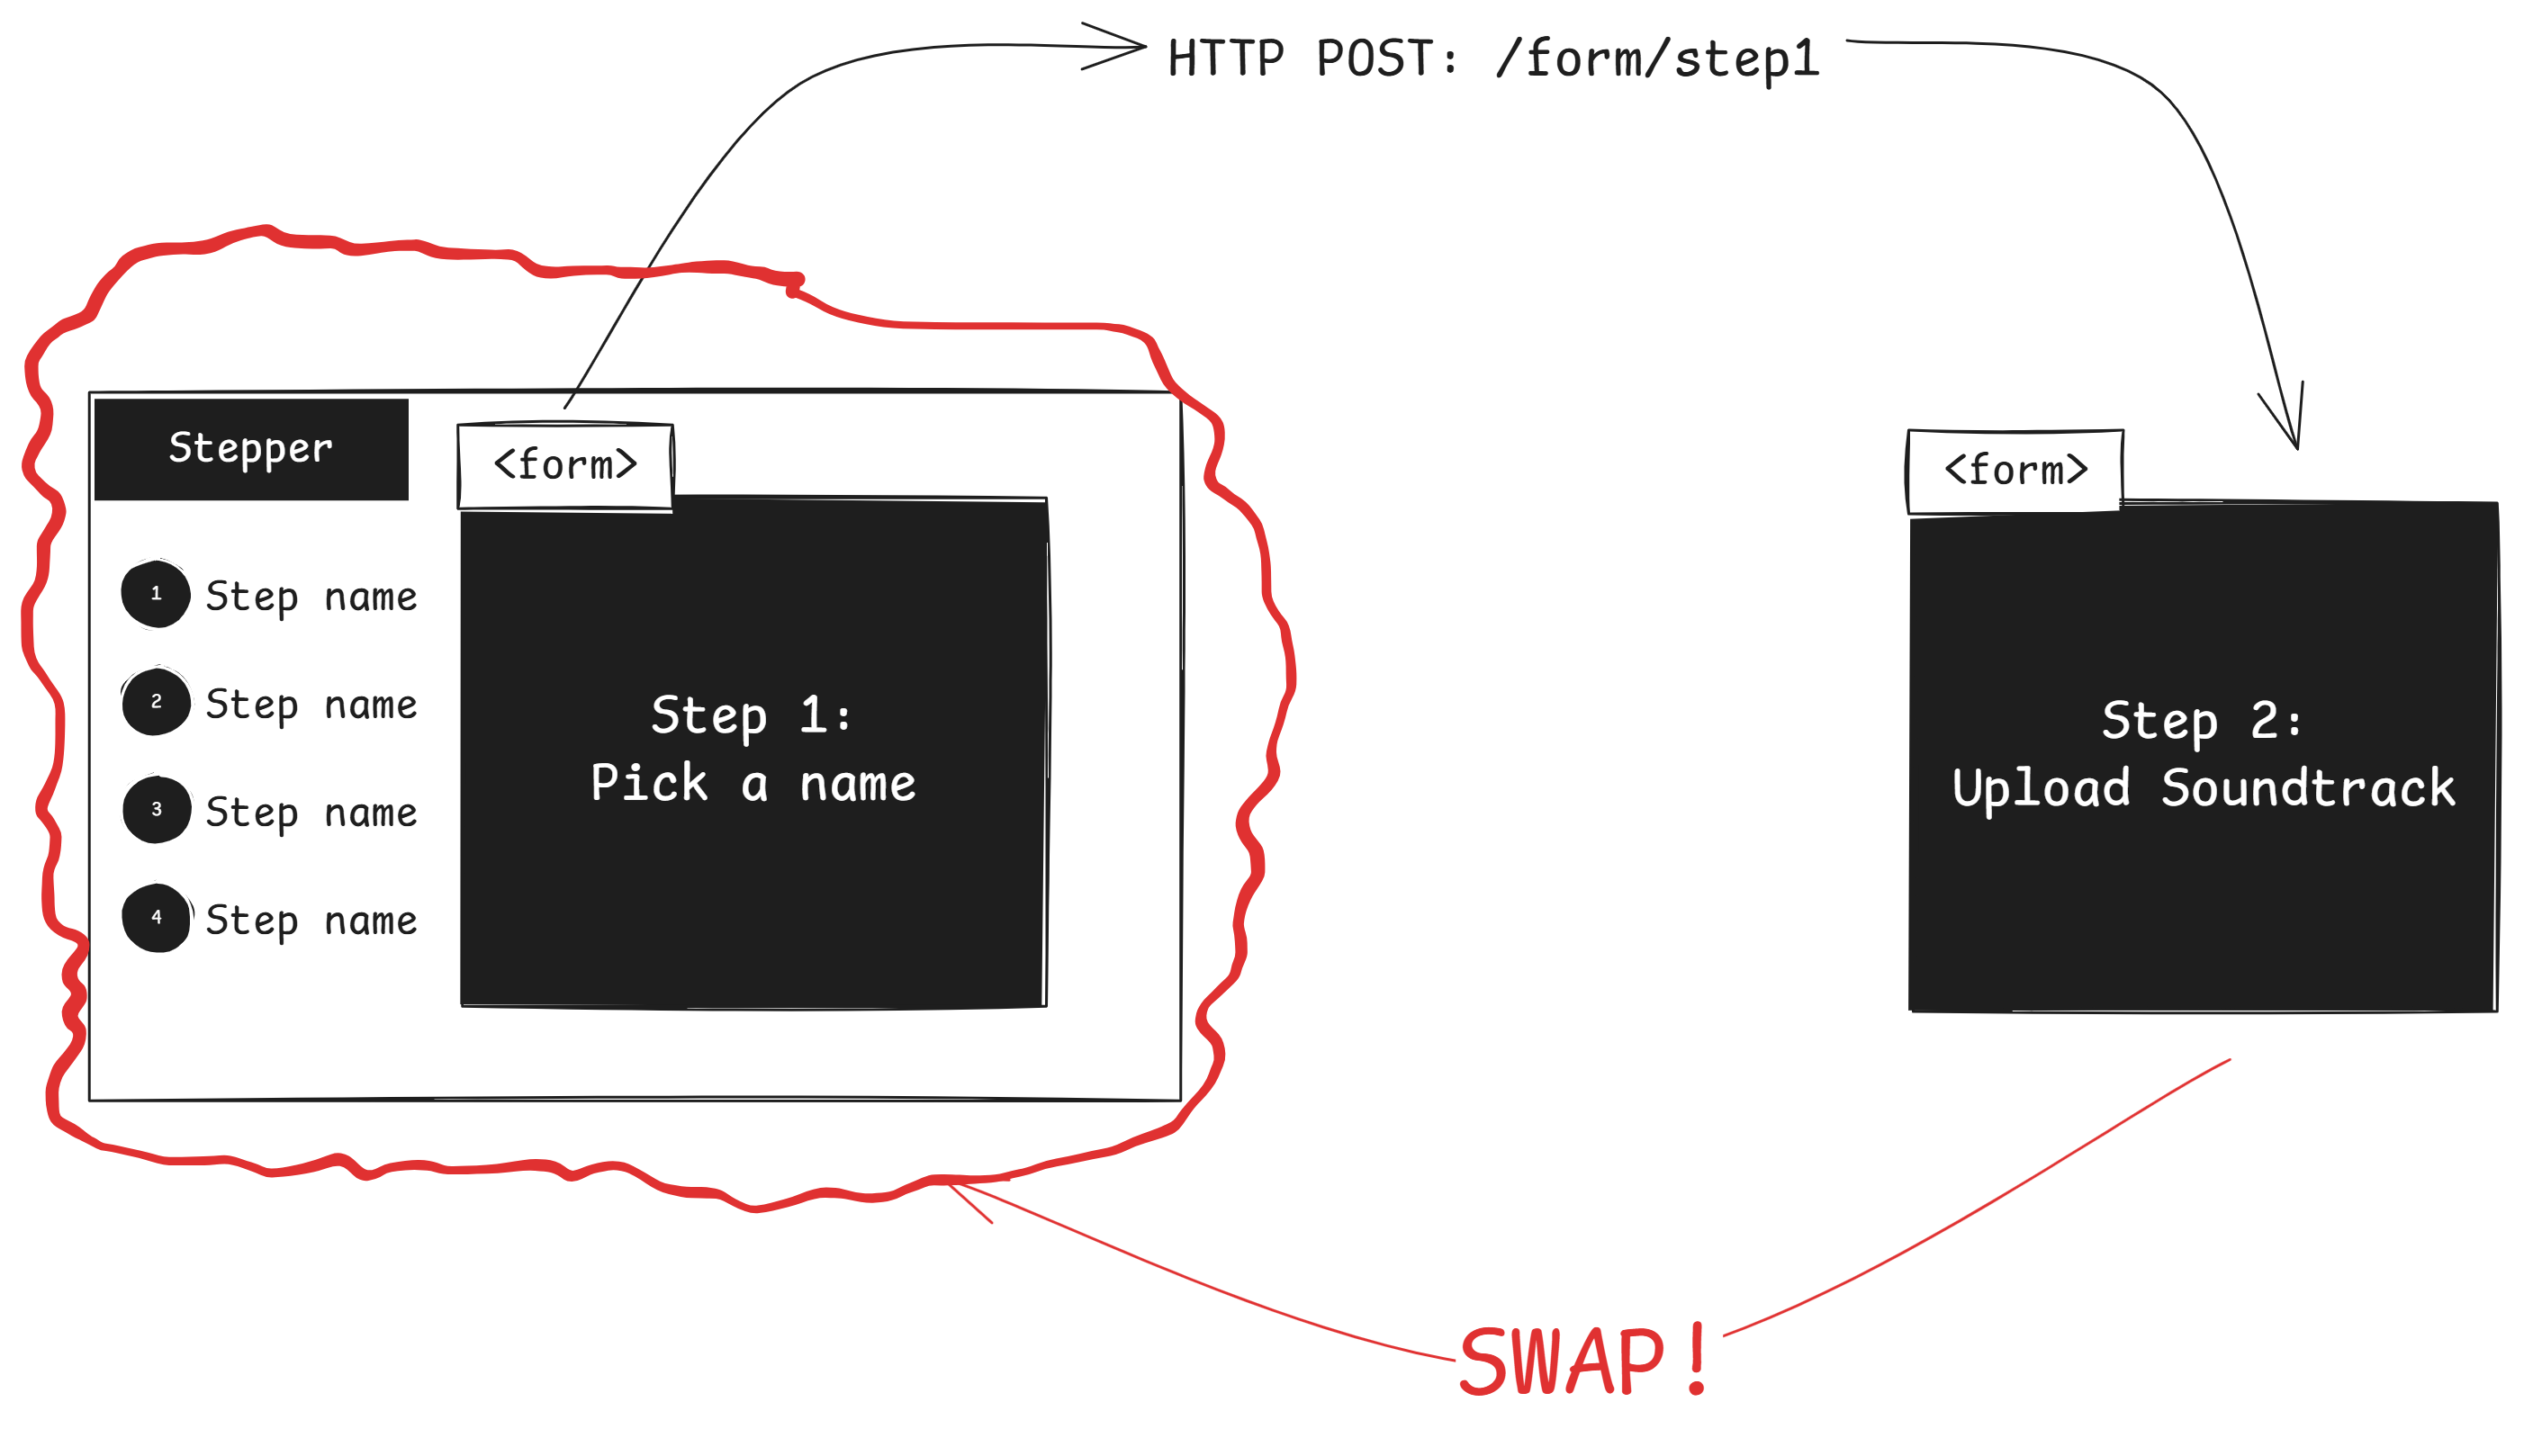 HTTP POST: /form/step1
Stepper
<form>
1 Step name
2 Step name
3 Step name
4 Step name
Step 1:
Pick a name
<form>
Step 2:
Upload Soundtrack
SWAP!